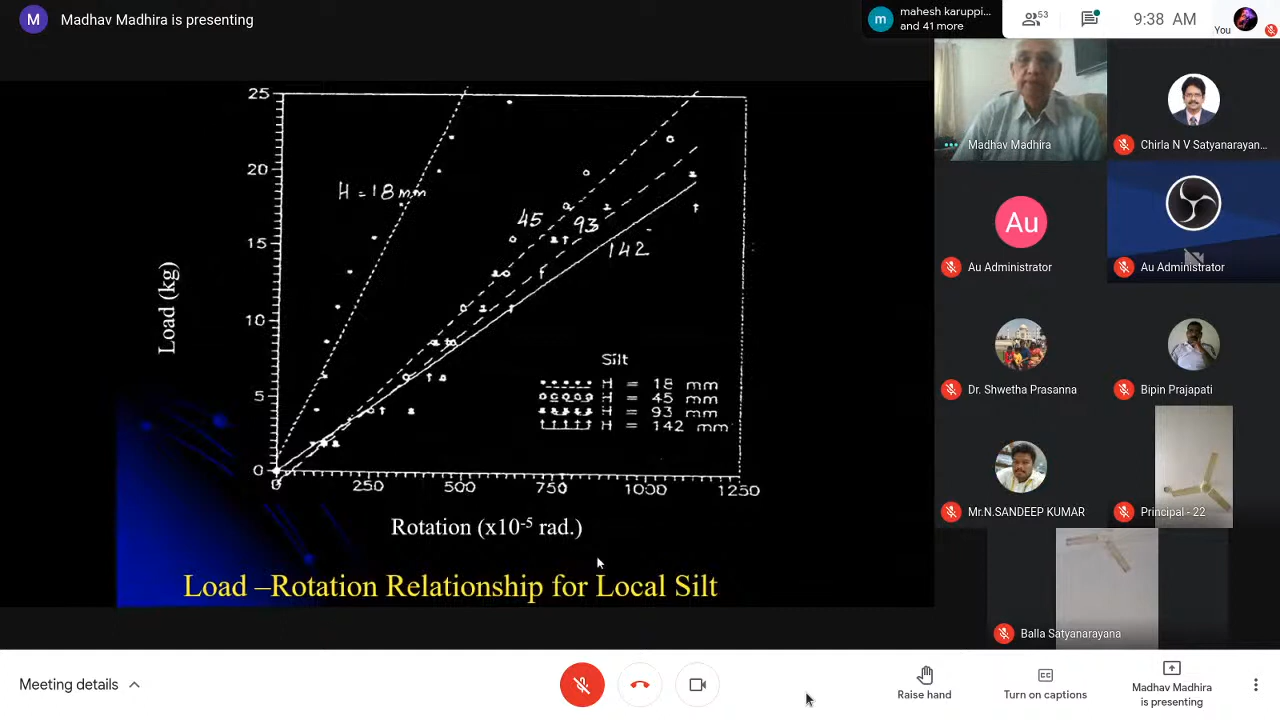 M Madhav Madhira is presenting
m mahesh karuppi...
and 41 more
53
9:38 AM
You
25
20
15
10
5
0
Load (kg)
H = 18mm
45
93
142
Silt
H = 18 mm
H = 45 mm
H = 93 mm
H = 142 mm
0 250 500 750 1000 1250
Rotation (x10-5 rad.)
Load –Rotation Relationship for Local Silt
Madhav Madhira
Chirla N V Satyanarayan...
Au
Au Administrator
Au Administrator
Dr. Shwetha Prasanna
Bipin Prajapati
Mr.N.SANDEEP KUMAR
Principal - 22
Balla Satyanarayana
Meeting details
Raise hand
CC
Turn on captions
Madhav Madhira
is presenting